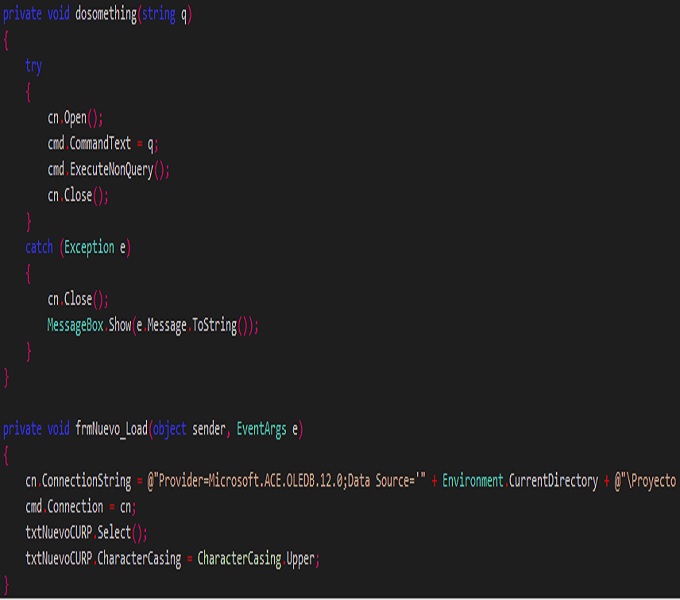 private void dosomething(string q)
{
try
{
cn.Open();
cmd.CommandText = q;
cmd.ExecuteNonQuery();
cn.Close();
}
catch (Exception e)
{
cn.Close();
MessageBox.Show(e.Message.ToString());
}
}
private void frmNuevo_Load(object sender, EventArgs e)
{
cn.ConnectionString = @"Provider=Microsoft.ACE.OLEDB.12.0;Data Source='" + Environment.CurrentDirectory + @"\Proyecto
cmd.Connection = cn;
txtNuevoCURP.Select();
txtNuevoCURP.CharacterCasing = CharacterCasing.Upper;
}